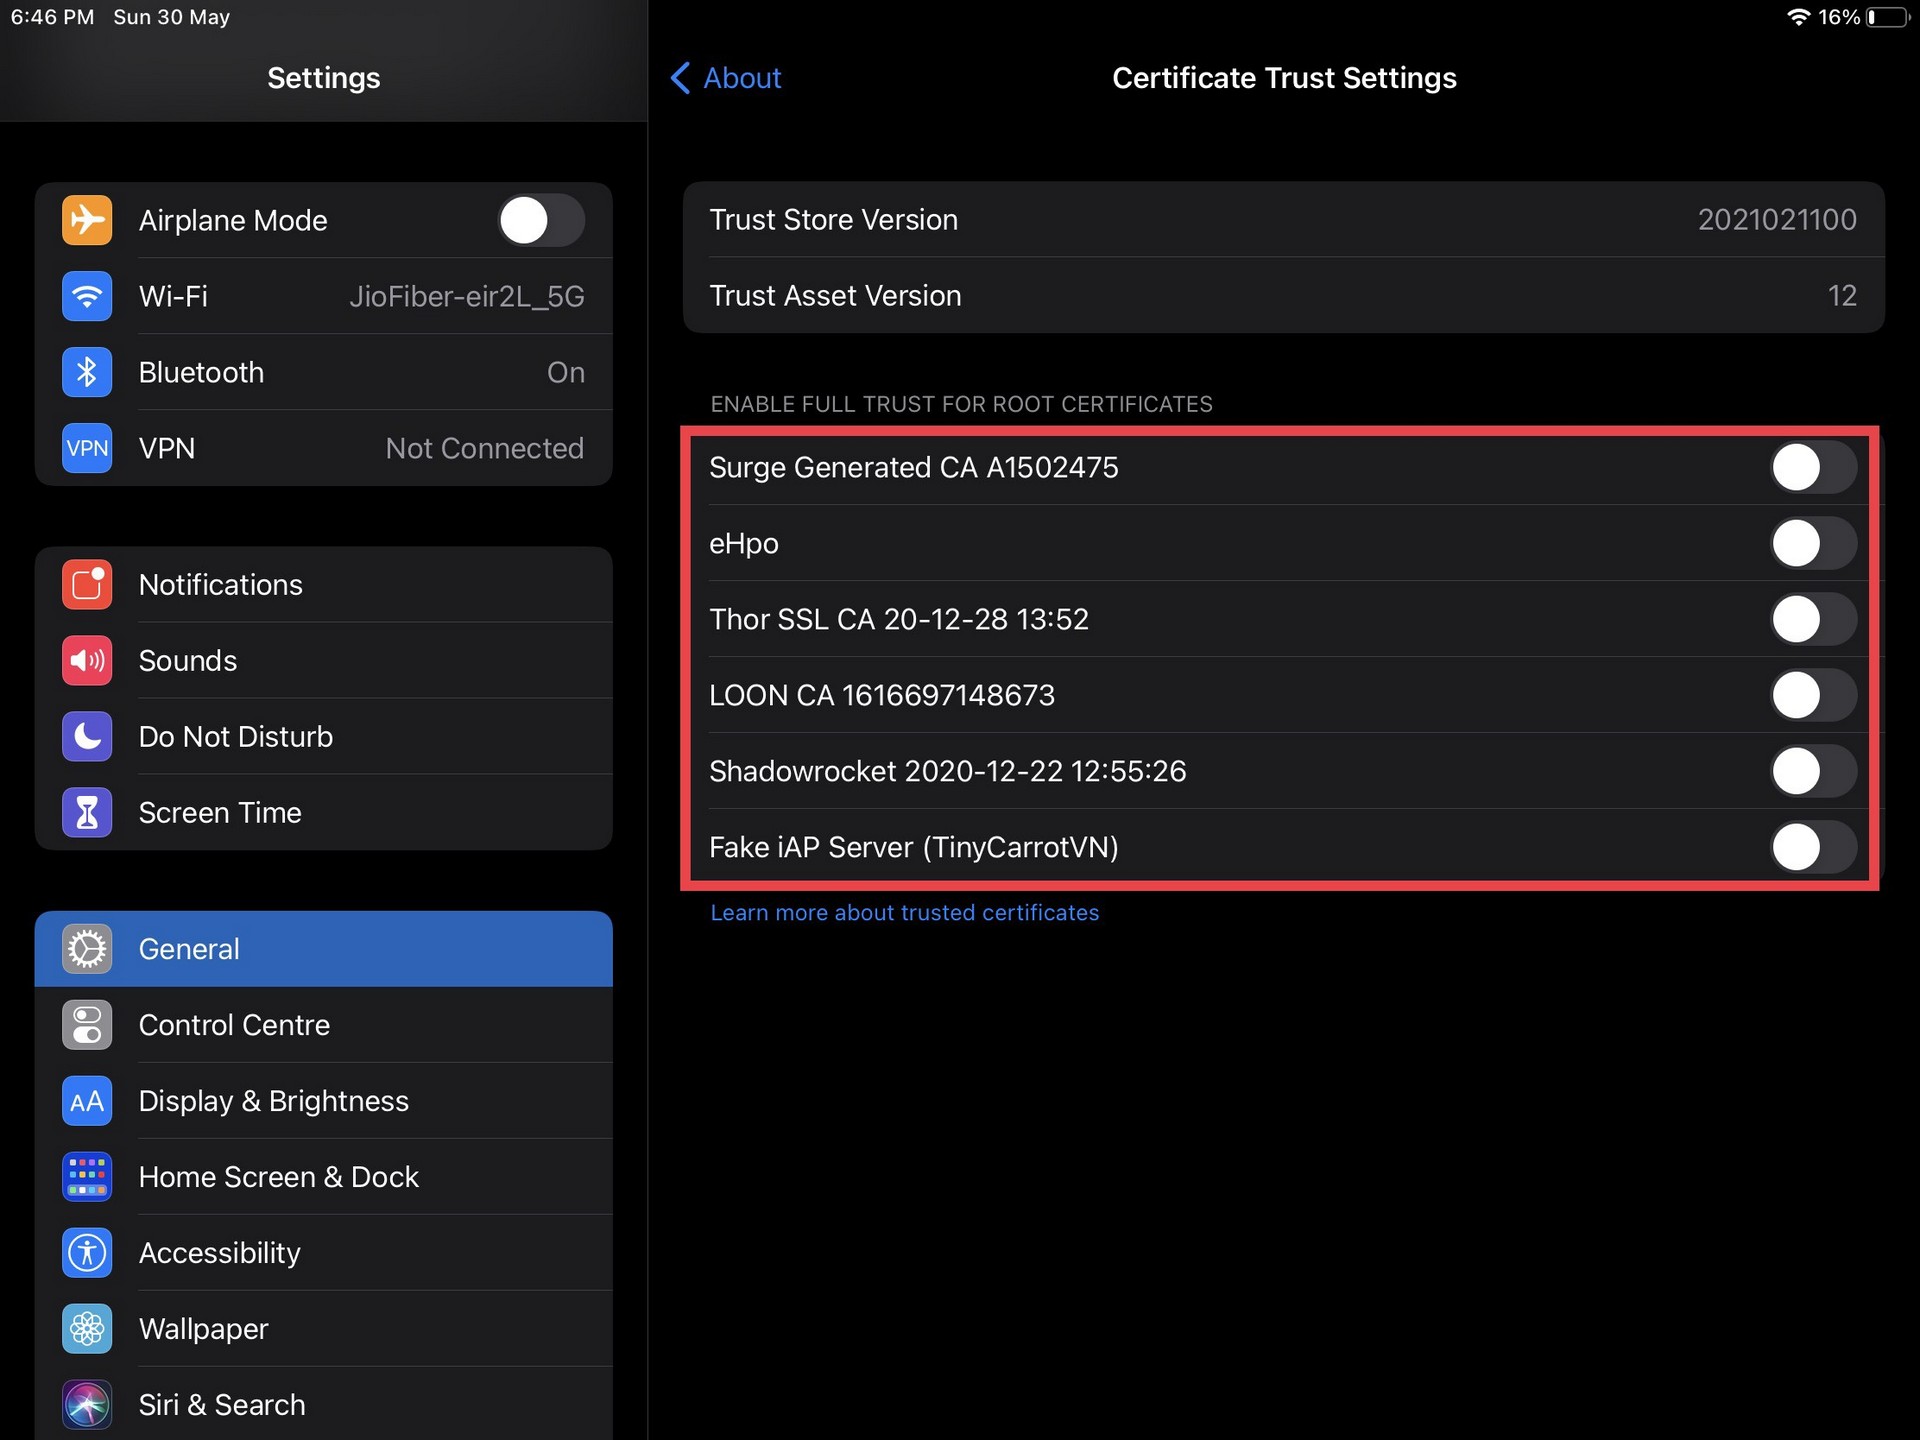 6:46 PM Sun 30 May
16%
Settings
Airplane Mode
Wi-Fi JioFiber-eir2L_5G
Bluetooth On
VPN VPN Not Connected
Notifications
Sounds
Do Not Disturb
Screen Time
General
Control Centre
AA Display & Brightness
Home Screen & Dock
Accessibility
Wallpaper
Siri & Search
About
Certificate Trust Settings
Trust Store Version 2021021100
Trust Asset Version 12
ENABLE FULL TRUST FOR ROOT CERTIFICATES
Surge Generated CA A1502475
eHpo
Thor SSL CA 20-12-28 13:52
LOON CA 1616697148673
Shadowrocket 2020-12-22 12:55:26
Fake iAP Server (TinyCarrotVN)
Learn more about trusted certificates